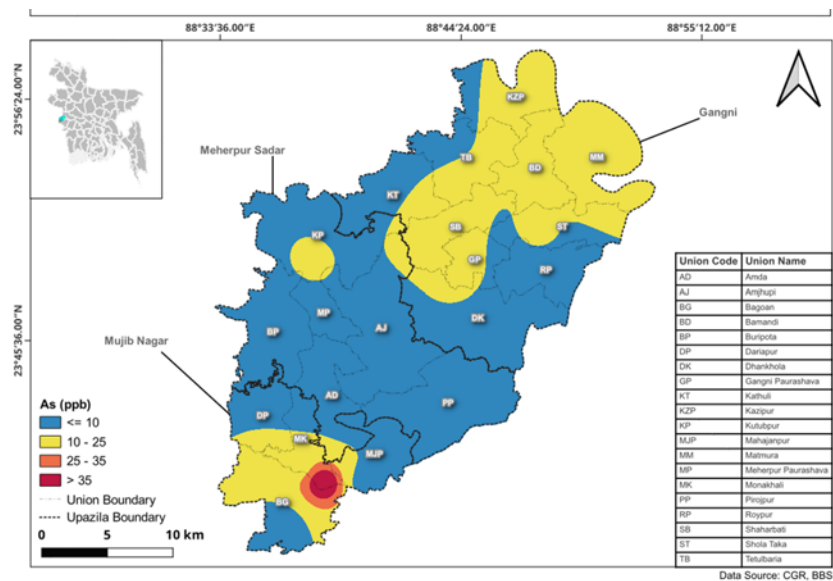 88°33'36.00"E 88°44'24.00"E 88°55'12.00"E
23°56'24.00"N
23°45'36.00"N
Gangni
Meherpur Sadar
Mujib Nagar
KZP
TB
BD
MM
KT
KP
SB
ST
GP
RP
MP
BP
AJ
DK
AD
PP
DP
MK
MJP
BG
As (ppb)
<= 10
10 - 25
25 - 35
> 35
Union Boundary
Upazila Boundary
0 5 10 km
Union Code Union Name
AD Amda
AJ Amjhupi
BG Bagoan
BD Bamandi
BP Buripota
DP Dariapur
DK Dhankhola
GP Gangni Paurashava
KT Kathuli
KZP Kazipur
KP Kutubpur
MJP Mahajanpur
MM Matmura
MP Meherpur Paurashava
MK Monakhali
PP Pirojpur
RP Roypur
SB Shaharbati
ST Shola Taka
TB Tetulbaria
Data Source: CGR, BBS